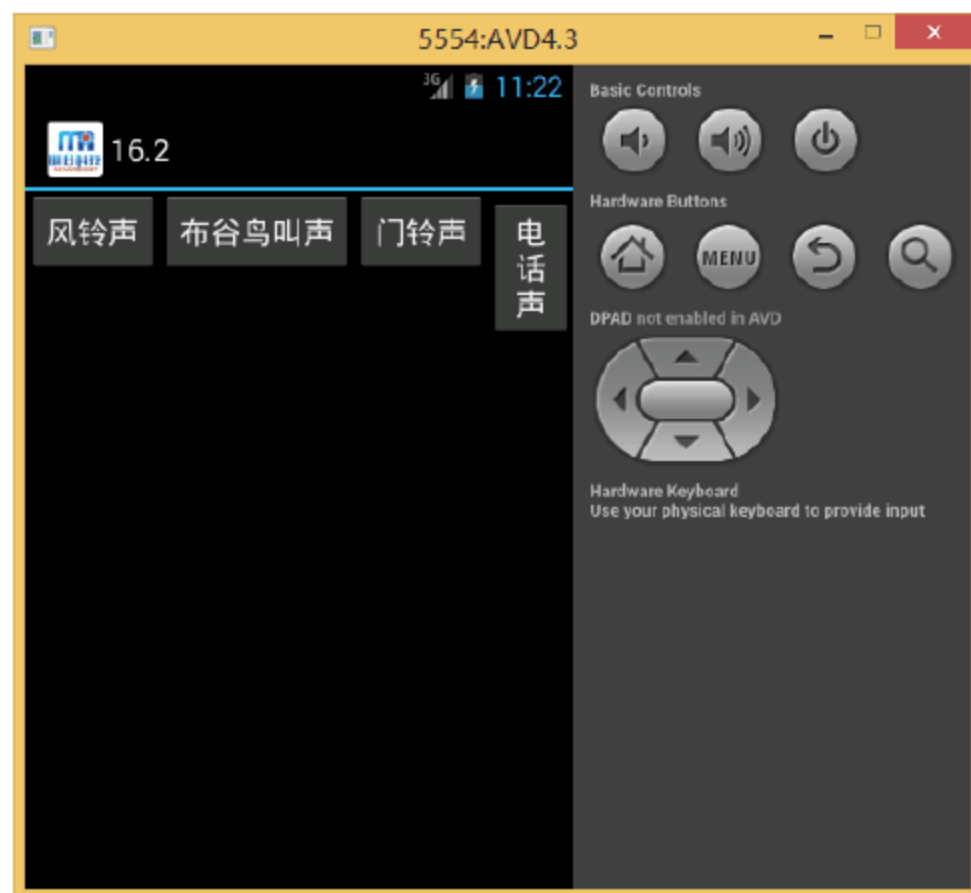 5554:AVD4.3
3G 11:22
16.2
风铃声 布谷鸟叫声 门铃声 电话声
Basic Controls
Hardware Buttons
MENU
DPAD not enabled in AVD
Hardware Keyboard
Use your physical keyboard to provide input